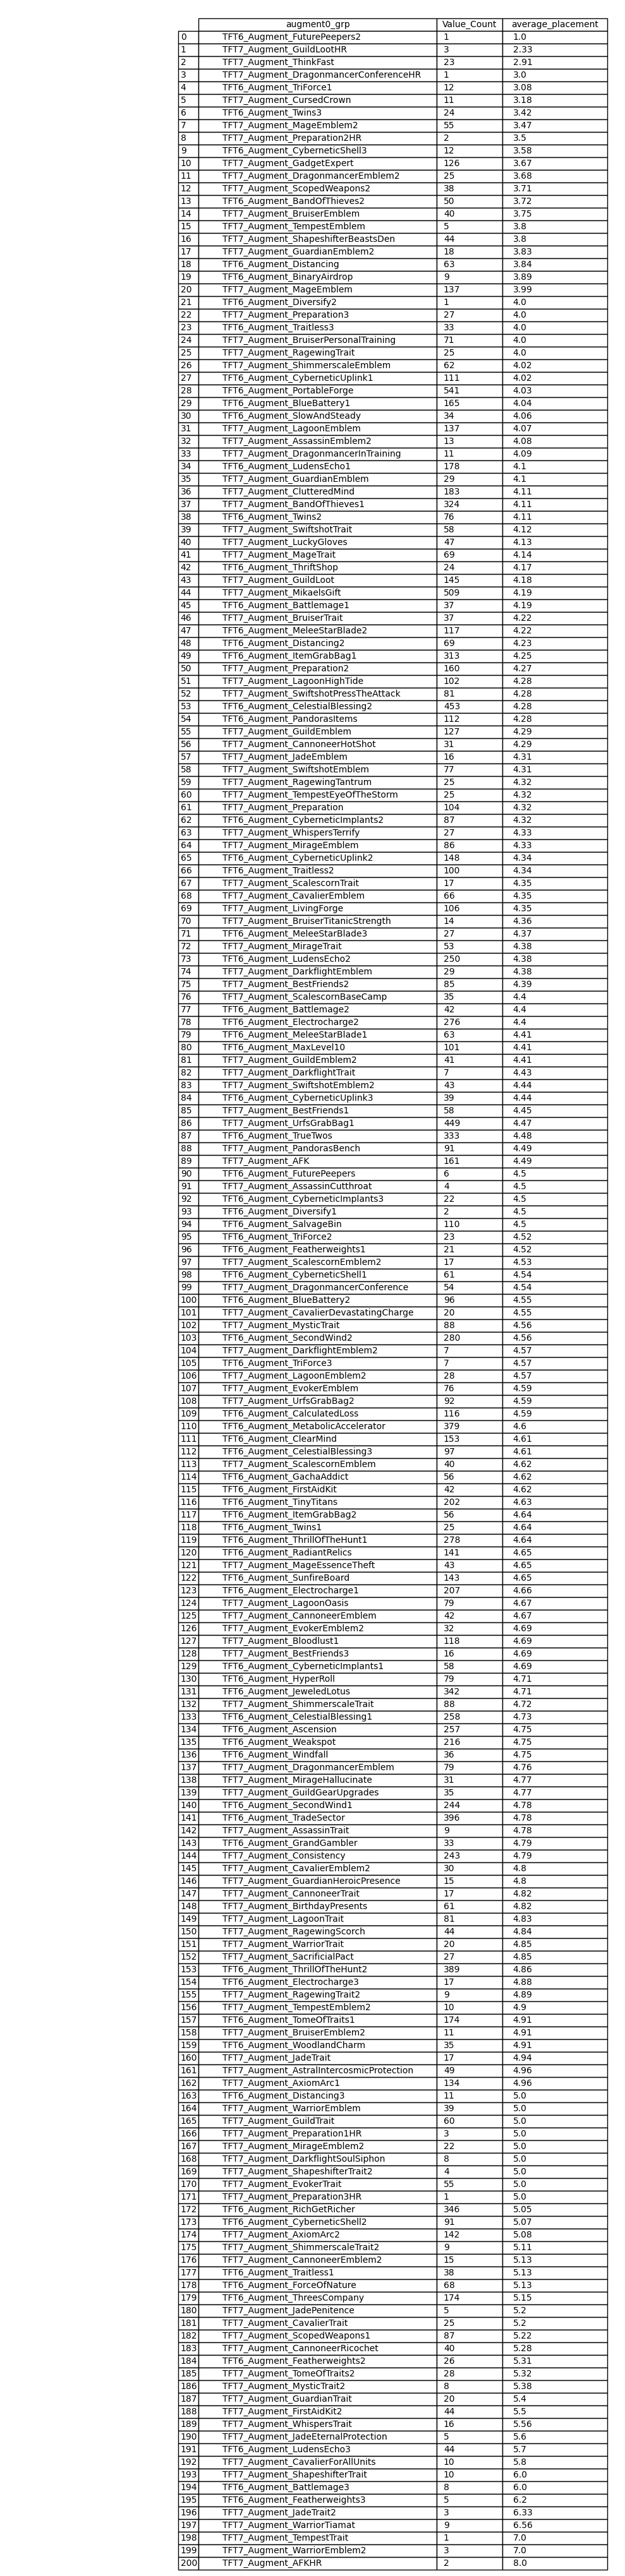 augment0_grp Value_Count average_placement
0 TFT6_Augment_FuturePeepers2 1 1.0
1 TFT7_Augment_GuildLootHR 3 2.33
2 TFT7_Augment_ThinkFast 23 2.91
3 TFT7_Augment_DragonmancerConferenceHR 1 3.0
4 TFT6_Augment_TriForce1 12 3.08
5 TFT7_Augment_CursedCrown 11 3.18
6 TFT6_Augment_Twins3 24 3.42
7 TFT7_Augment_MageEmblem2 55 3.47
8 TFT7_Augment_Preparation2HR 2 3.5
9 TFT6_Augment_CyberneticShell3 12 3.58
10 TFT7_Augment_GadgetExpert 126 3.67
11 TFT7_Augment_DragonmancerEmblem2 25 3.68
12 TFT7_Augment_ScopedWeapons2 38 3.71
13 TFT6_Augment_BandOfThieves2 50 3.72
14 TFT7_Augment_BruiserEmblem 40 3.75
15 TFT7_Augment_TempestEmblem 5 3.8
16 TFT7_Augment_ShapeshifterBeastsDen 44 3.8
17 TFT7_Augment_GuardianEmblem2 18 3.83
18 TFT6_Augment_Distancing 63 3.84
19 TFT6_Augment_BinaryAirdrop 9 3.89
20 TFT7_Augment_MageEmblem 137 3.99
21 TFT6_Augment_Diversify2 1 4.0
22 TFT7_Augment_Preparation3 27 4.0
23 TFT6_Augment_Traitless3 33 4.0
24 TFT7_Augment_BruiserPersonalTraining 71 4.0
25 TFT7_Augment_RagewingTrait 25 4.0
26 TFT7_Augment_ShimmerscaleEmblem 62 4.02
27 TFT6_Augment_CyberneticUplink1 111 4.02
28 TFT6_Augment_PortableForge 541 4.03
29 TFT6_Augment_BlueBattery1 165 4.04
30 TFT6_Augment_SlowAndSteady 34 4.06
31 TFT7_Augment_LagoonEmblem 137 4.07
32 TFT7_Augment_AssassinEmblem2 13 4.08
33 TFT7_Augment_DragonmancerInTraining 11 4.09
34 TFT6_Augment_LudensEcho1 178 4.1
35 TFT7_Augment_GuardianEmblem 29 4.1
36 TFT7_Augment_ClutteredMind 183 4.11
37 TFT7_Augment_BandOfThieves1 324 4.11
38 TFT6_Augment_Twins2 76 4.11
39 TFT7_Augment_SwiftshotTrait 58 4.12
40 TFT7_Augment_LuckyGloves 47 4.13
41 TFT7_Augment_MageTrait 69 4.14
42 TFT6_Augment_ThriftShop 24 4.17
43 TFT7_Augment_GuildLoot 145 4.18
44 TFT7_Augment_MikaelsGift 509 4.19
45 TFT6_Augment_Battlemage1 37 4.19
46 TFT7_Augment_BruiserTrait 37 4.22
47 TFT7_Augment_MeleeStarBlade2 117 4.22
48 TFT6_Augment_Distancing2 69 4.23
49 TFT6_Augment_ItemGrabBag1 313 4.25
50 TFT7_Augment_Preparation2 160 4.27
51 TFT7_Augment_LagoonHighTide 102 4.28
52 TFT7_Augment_SwiftshotPressTheAttack 81 4.28
53 TFT6_Augment_CelestialBlessing2 453 4.28
54 TFT6_Augment_PandorasItems 112 4.28
55 TFT7_Augment_GuildEmblem 127 4.29
56 TFT7_Augment_CannoneerHotShot 31 4.29
57 TFT7_Augment_JadeEmblem 16 4.31
58 TFT7_Augment_SwiftshotEmblem 77 4.31
59 TFT7_Augment_RagewingTantrum 25 4.32
60 TFT7_Augment_TempestEyeOfTheStorm 25 4.32
61 TFT7_Augment_Preparation 104 4.32
62 TFT6_Augment_CyberneticImplants2 87 4.32
63 TFT7_Augment_WhispersTerrify 27 4.33
64 TFT7_Augment_MirageEmblem 86 4.33
65 TFT6_Augment_CyberneticUplink2 148 4.34
66 TFT6_Augment_Traitless2 100 4.34
67 TFT7_Augment_ScalescornTrait 17 4.35
68 TFT7_Augment_CavalierEmblem 66 4.35
69 TFT7_Augment_LivingForge 106 4.35
70 TFT7_Augment_BruiserTitanicStrength 14 4.36
71 TFT7_Augment_MeleeStarBlade3 27 4.37
72 TFT7_Augment_MirageTrait 53 4.38
73 TFT6_Augment_LudensEcho2 250 4.38
74 TFT7_Augment_DarkflightEmblem 29 4.38
75 TFT7_Augment_BestFriends2 85 4.39
76 TFT7_Augment_ScalescornBaseCamp 35 4.4
77 TFT6_Augment_Battlemage2 42 4.4
78 TFT6_Augment_Electrocharge2 276 4.4
79 TFT7_Augment_MeleeStarBlade1 63 4.41
80 TFT7_Augment_MaxLevel10 101 4.41
81 TFT7_Augment_GuildEmblem2 41 4.41
82 TFT7_Augment_DarkflightTrait 7 4.43
83 TFT7_Augment_SwiftshotEmblem2 43 4.44
84 TFT6_Augment_CyberneticUplink3 39 4.44
85 TFT7_Augment_BestFriends1 58 4.45
86 TFT7_Augment_UrfsGrabBag1 449 4.47
87 TFT6_Augment_TrueTwos 333 4.48
88 TFT7_Augment_PandorasBench 91 4.49
89 TFT7_Augment_AFK 161 4.49
90 TFT6_Augment_FuturePeepers 6 4.5
91 TFT7_Augment_AssassinCutthroat 4 4.5
92 TFT6_Augment_CyberneticImplants3 22 4.5
93 TFT6_Augment_Diversify1 2 4.5
94 TFT6_Augment_SalvageBin 110 4.5
95 TFT6_Augment_TriForce2 23 4.52
96 TFT6_Augment_Featherweights1 21 4.52
97 TFT7_Augment_ScalescornEmblem2 17 4.53
98 TFT6_Augment_CyberneticShell1 61 4.54
99 TFT7_Augment_DragonmancerConference 54 4.54
100 TFT6_Augment_BlueBattery2 96 4.55
101 TFT7_Augment_CavalierDevastatingCharge 20 4.55
102 TFT7_Augment_MysticTrait 88 4.56
103 TFT6_Augment_SecondWind2 280 4.56
104 TFT7_Augment_DarkflightEmblem2 7 4.57
105 TFT6_Augment_TriForce3 7 4.57
106 TFT7_Augment_LagoonEmblem2 28 4.57
107 TFT7_Augment_EvokerEmblem 76 4.59
108 TFT7_Augment_UrfsGrabBag2 92 4.59
109 TFT6_Augment_CalculatedLoss 116 4.59
110 TFT6_Augment_MetabolicAccelerator 379 4.6
111 TFT6_Augment_ClearMind 153 4.61
112 TFT6_Augment_CelestialBlessing3 97 4.61
113 TFT7_Augment_ScalescornEmblem 40 4.62
114 TFT7_Augment_GachaAddict 56 4.62
115 TFT6_Augment_FirstAidKit 42 4.62
116 TFT6_Augment_TinyTitans 202 4.63
117 TFT6_Augment_ItemGrabBag2 56 4.64
118 TFT6_Augment_Twins1 25 4.64
119 TFT6_Augment_ThrillOfTheHunt1 278 4.64
120 TFT6_Augment_RadiantRelics 141 4.65
121 TFT7_Augment_MageEssenceTheft 43 4.65
122 TFT6_Augment_SunfireBoard 143 4.65
123 TFT6_Augment_Electrocharge1 207 4.66
124 TFT7_Augment_LagoonOasis 79 4.67
125 TFT7_Augment_CannoneerEmblem 42 4.67
126 TFT7_Augment_EvokerEmblem2 32 4.69
127 TFT7_Augment_Bloodlust1 118 4.69
128 TFT7_Augment_BestFriends3 16 4.69
129 TFT6_Augment_CyberneticImplants1 58 4.69
130 TFT6_Augment_HyperRoll 79 4.71
131 TFT6_Augment_JeweledLotus 342 4.71
132 TFT7_Augment_ShimmerscaleTrait 88 4.72
133 TFT6_Augment_CelestialBlessing1 258 4.73
134 TFT6_Augment_Ascension 257 4.75
135 TFT6_Augment_Weakspot 216 4.75
136 TFT6_Augment_Windfall 36 4.75
137 TFT7_Augment_DragonmancerEmblem 79 4.76
138 TFT7_Augment_MirageHallucinate 31 4.77
139 TFT7_Augment_GuildGearUpgrades 35 4.77
140 TFT6_Augment_SecondWind1 244 4.78
141 TFT6_Augment_TradeSector 396 4.78
142 TFT7_Augment_AssassinTrait 9 4.78
143 TFT6_Augment_GrandGambler 33 4.79
144 TFT7_Augment_Consistency 243 4.79
145 TFT7_Augment_CavalierEmblem2 30 4.8
146 TFT7_Augment_GuardianHeroicPresence 15 4.8
147 TFT7_Augment_CannoneerTrait 17 4.82
148 TFT7_Augment_BirthdayPresents 61 4.82
149 TFT7_Augment_LagoonTrait 81 4.83
150 TFT7_Augment_RagewingScorch 44 4.84
151 TFT7_Augment_WarriorTrait 20 4.85
152 TFT7_Augment_SacrificialPact 27 4.85
153 TFT6_Augment_ThrillOfTheHunt2 389 4.86
154 TFT6_Augment_Electrocharge3 17 4.88
155 TFT7_Augment_RagewingTrait2 9 4.89
156 TFT7_Augment_TempestEmblem2 10 4.9
157 TFT6_Augment_TomeOfTraits1 174 4.91
158 TFT7_Augment_BruiserEmblem2 11 4.91
159 TFT6_Augment_WoodlandCharm 35 4.91
160 TFT7_Augment_JadeTrait 17 4.94
161 TFT7_Augment_AstralIntercosmicProtection 49 4.96
162 TFT7_Augment_AxiomArc1 134 4.96
163 TFT6_Augment_Distancing3 11 5.0
164 TFT7_Augment_WarriorEmblem 39 5.0
165 TFT7_Augment_GuildTrait 60 5.0
166 TFT7_Augment_Preparation1HR 3 5.0
167 TFT7_Augment_MirageEmblem2 22 5.0
168 TFT7_Augment_DarkflightSoulSiphon 8 5.0
169 TFT7_Augment_ShapeshifterTrait2 4 5.0
170 TFT7_Augment_EvokerTrait 55 5.0
171 TFT7_Augment_Preparation3HR 1 5.0
172 TFT6_Augment_RichGetRicher 346 5.05
173 TFT6_Augment_CyberneticShell2 91 5.07
174 TFT7_Augment_AxiomArc2 142 5.08
175 TFT7_Augment_ShimmerscaleTrait2 9 5.11
176 TFT7_Augment_CannoneerEmblem2 15 5.13
177 TFT6_Augment_Traitless1 38 5.13
178 TFT6_Augment_ForceOfNature 68 5.13
179 TFT6_Augment_ThreesCompany 174 5.15
180 TFT7_Augment_JadePenitence 5 5.2
181 TFT7_Augment_CavalierTrait 25 5.2
182 TFT7_Augment_ScopedWeapons1 87 5.22
183 TFT7_Augment_CannoneerRicochet 40 5.28
184 TFT6_Augment_Featherweights2 26 5.31
185 TFT7_Augment_TomeOfTraits2 28 5.32
186 TFT7_Augment_MysticTrait2 8 5.38
187 TFT7_Augment_GuardianTrait 20 5.4
188 TFT7_Augment_FirstAidKit2 44 5.5
189 TFT7_Augment_WhispersTrait 16 5.56
190 TFT7_Augment_JadeEternalProtection 5 5.6
191 TFT6_Augment_LudensEcho3 44 5.7
192 TFT7_Augment_CavalierForAllUnits 10 5.8
193 TFT7_Augment_ShapeshifterTrait 10 6.0
194 TFT6_Augment_Battlemage3 8 6.0
195 TFT6_Augment_Featherweights3 5 6.2
196 TFT7_Augment_JadeTrait2 3 6.33
197 TFT7_Augment_WarriorTiamat 9 6.56
198 TFT7_Augment_TempestTrait 1 7.0
199 TFT7_Augment_WarriorEmblem2 3 7.0
200 TFT7_Augment_AFKHR 2 8.0